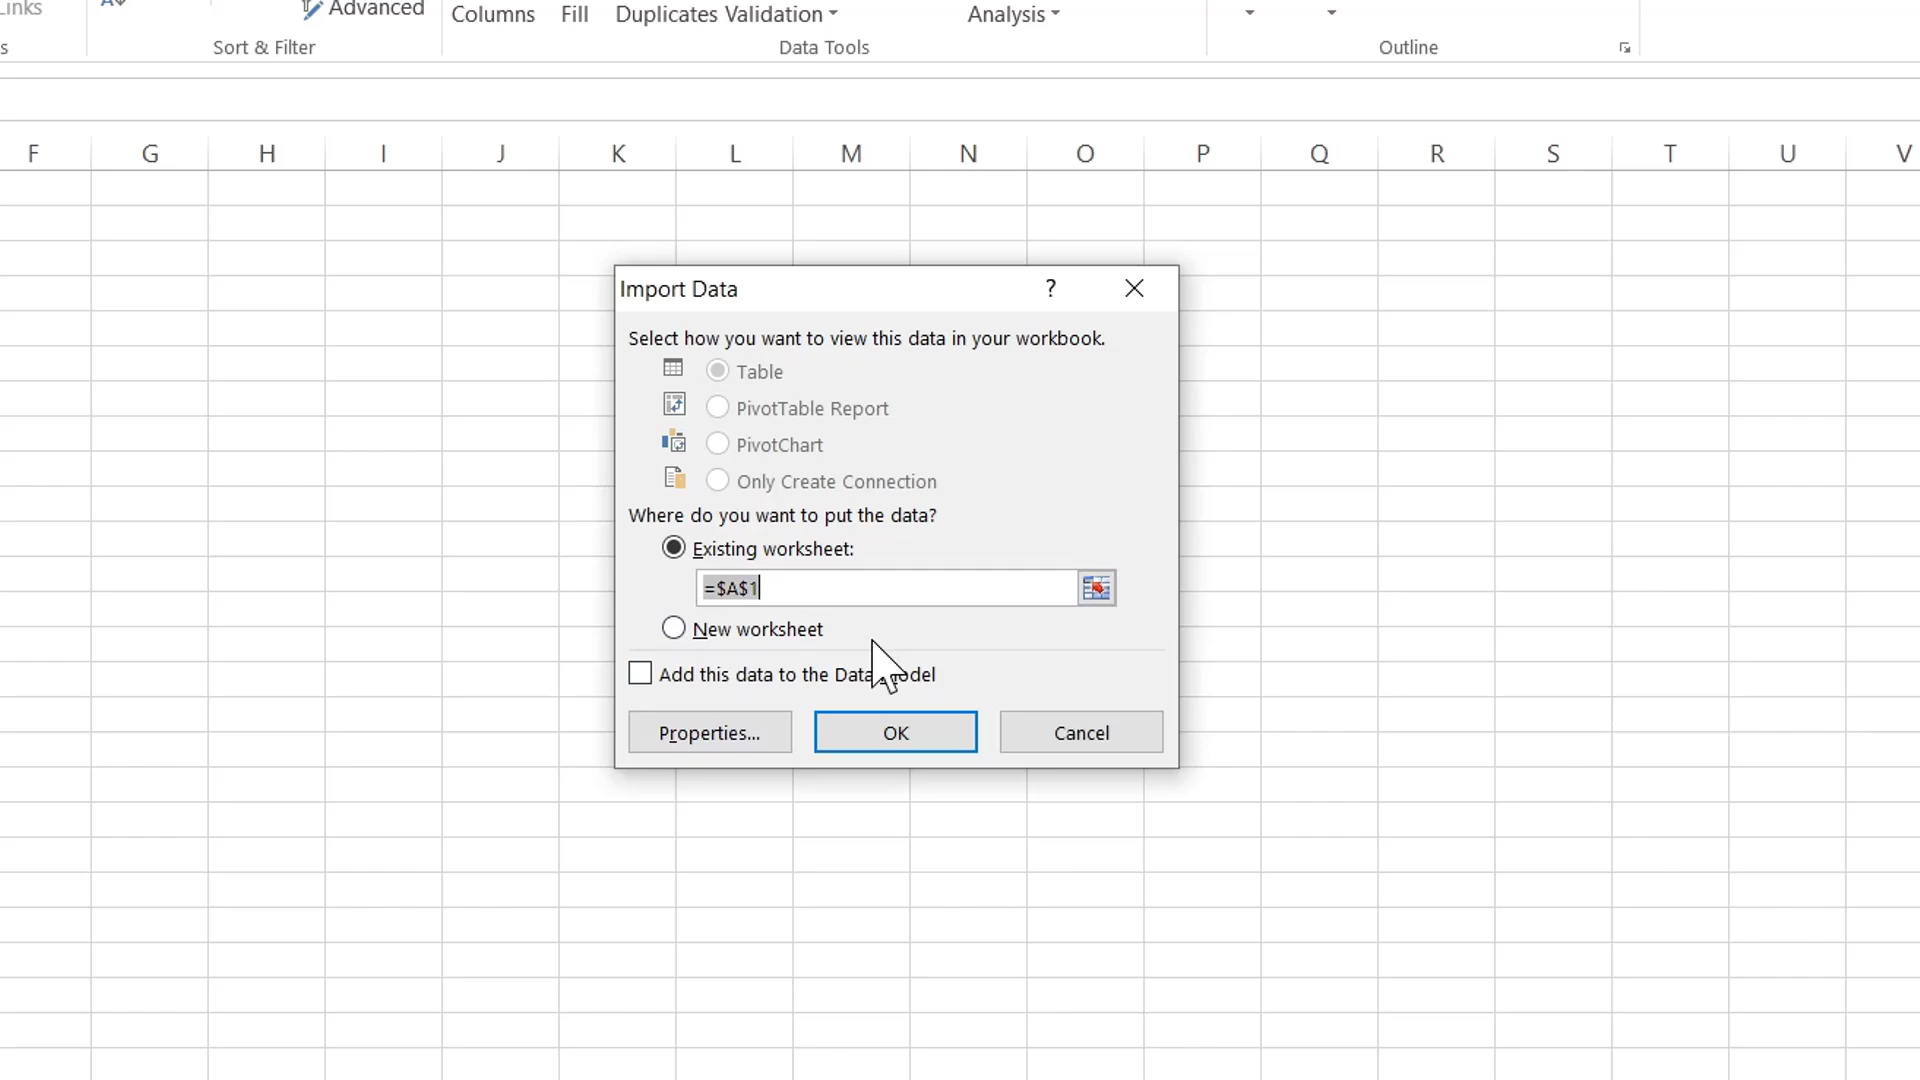 Advanced
Columns Fill Duplicates Validation Analysis
Sort & Filter Data Tools Outline
F G H I J K L M N O P Q R S T U V
Import Data ?
Select how you want to view this data in your workbook.
Table
PivotTable Report
PivotChart
Only Create Connection
Where do you want to put the data?
Existing worksheet:
=$A$1
New worksheet
Add this data to the Data Model
Properties... OK Cancel